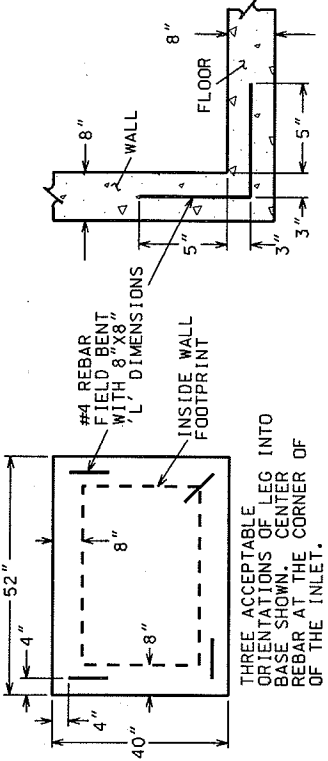 52"
4"
4"
8"
8"
40"
#4 REBAR
FIELD BENT
WITH 8"X8"
'L' DIMENSIONS
INSIDE WALL
FOOTPRINT
THREE ACCEPTABLE
ORIENTATIONS OF LEG INTO
BASE SHOWN. CENTER
REBAR AT THE CORNER OF
OF THE INLET.
8"
WALL
5"
3"
FLOOR
8"
3"
5"